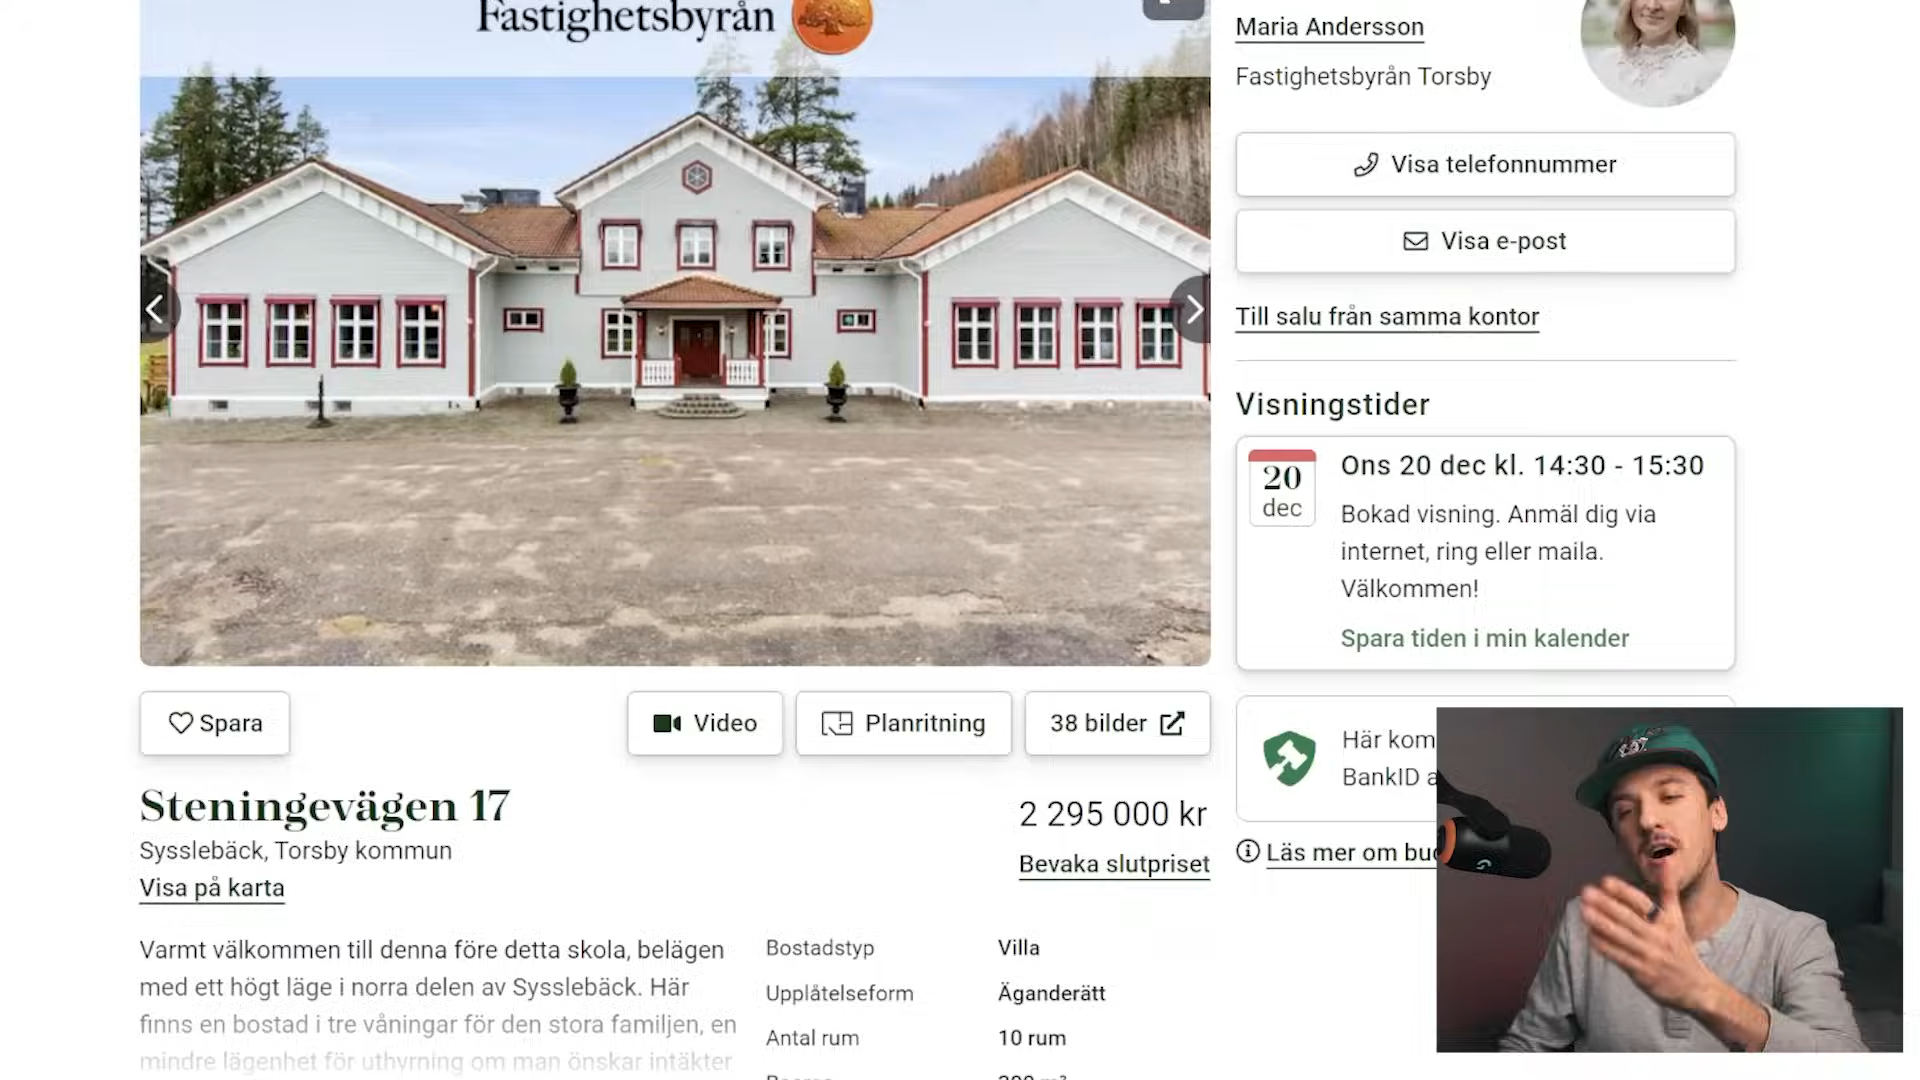 Fastighetsbyrån
Maria Andersson
Fastighetsbyrån Torsby
Visa telefonnummer
Visa e-post
Till salu från samma kontor
Visningstider
20
dec
Ons 20 dec kl. 14:30 - 15:30
Bokad visning. Anmäl dig via
internet, ring eller maila.
Välkommen!
Spara tiden i min kalender
Spara
Video
Planritning
38 bilder
Här kom
BankID
Läs mer om
Steningevägen 17
2 295 000 kr
Sysslebäck, Torsby kommun
Bevaka slutpriset
Visa på karta
Varmt välkommen till denna före detta skola, belägen
med ett högt läge i norra delen av Sysslebäck. Här
finns en bostad i tre våningar för den stora familjen, en
mindre lägenhet för uthyrning om man önskar intäkter
Bostadstyp Villa
Upplåtelseform Äganderätt
Antal rum 10 rum